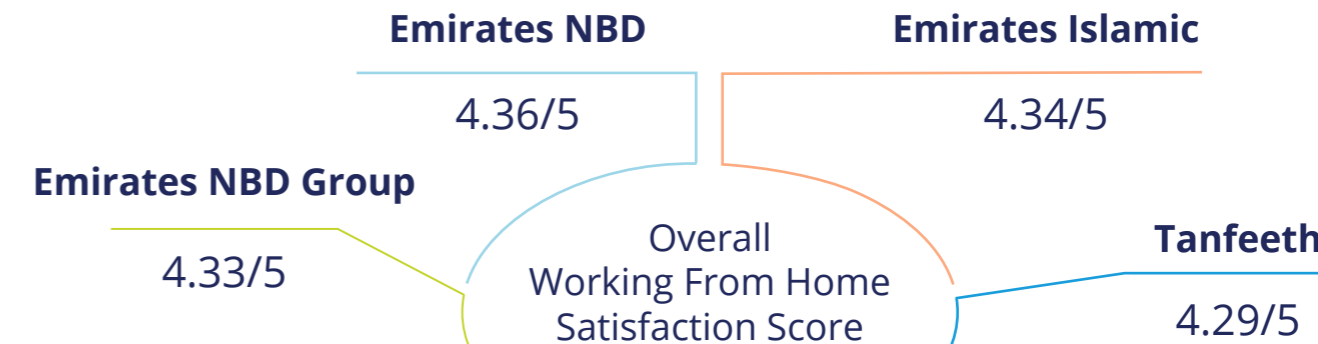 Emirates NBD
4.36/5
Emirates Islamic
4.34/5
Emirates NBD Group
4.33/5
Overall
Working From Home
Satisfaction Score
Tanfeeth
4.29/5